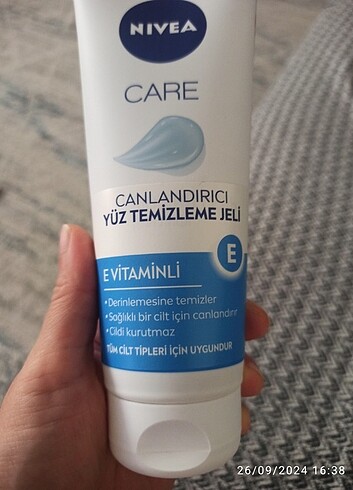 NIVEA
CARE
CANLANDIRICI
YÜZ TEMİZLEME JELİ
E
E VİTAMİNLİ
• Derinlemesine temizler
• Sağlıklı bir cilt için canlandırır
• Cildi kurutmaz
TÜM CİLT TİPLERİ İÇİN UYGUNDUR
26/09/2024 16:38